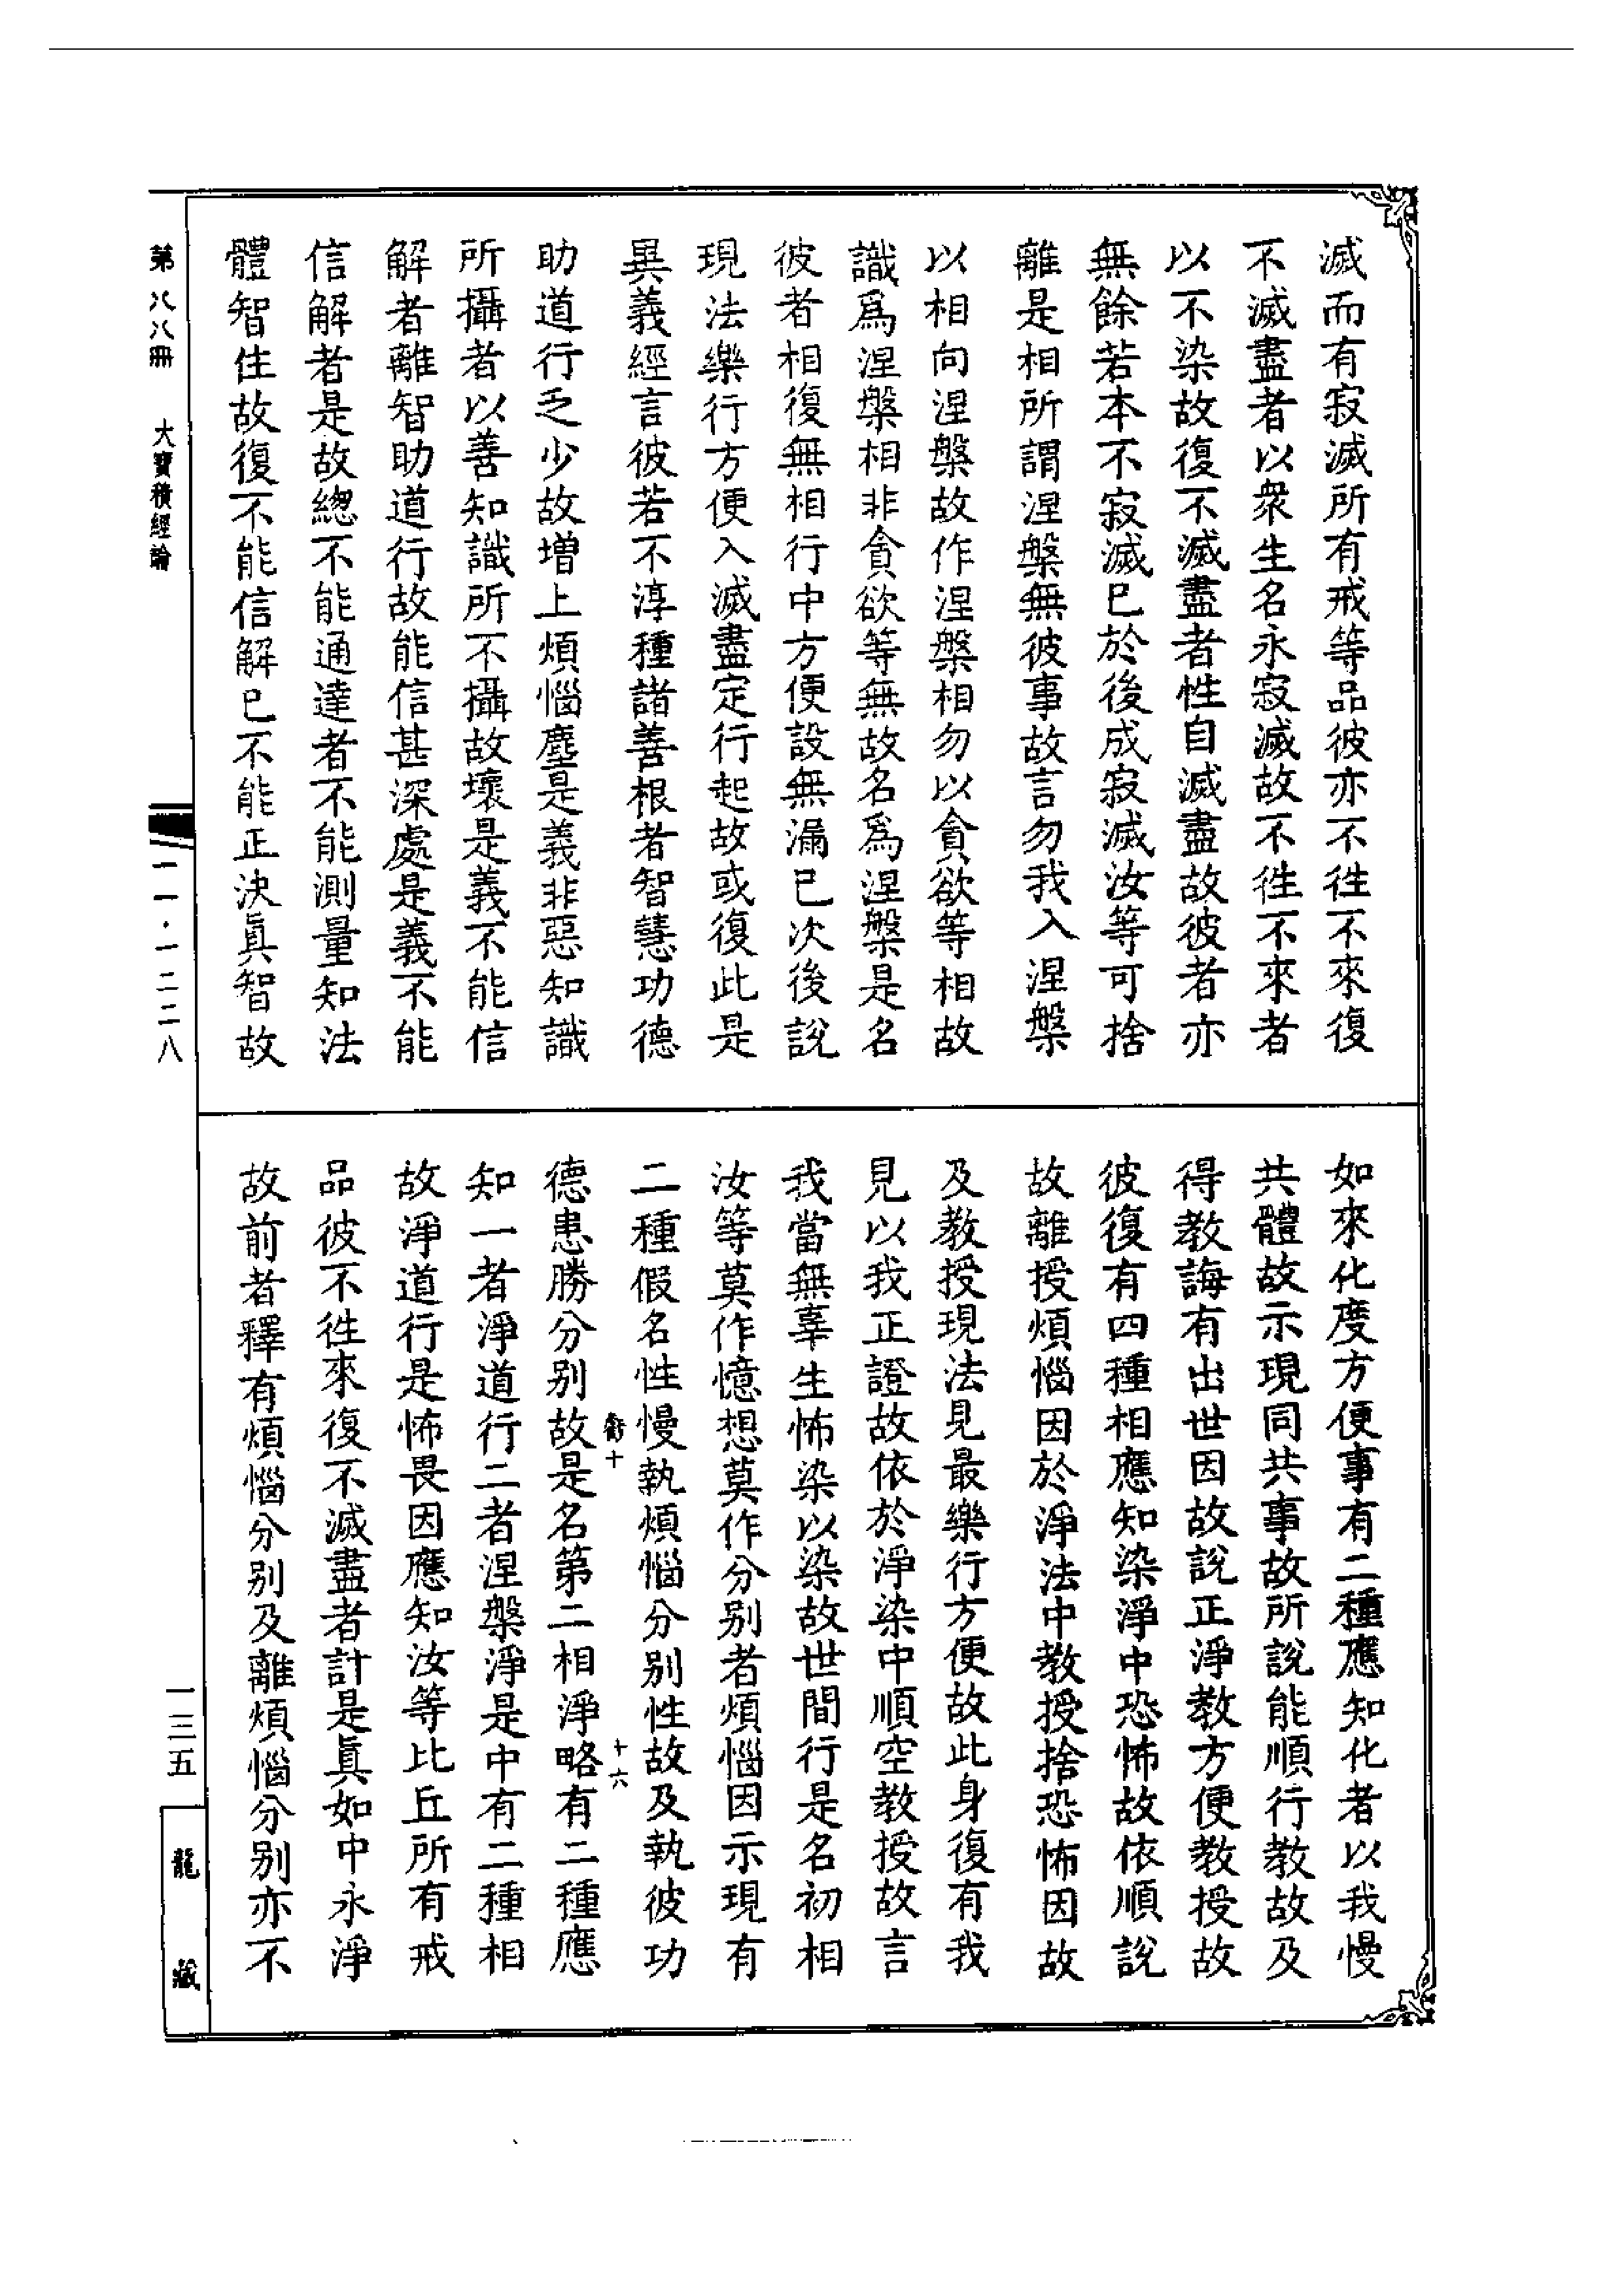 滅而有寂滅所有戒等品彼亦不徃不來復
不滅盡者以衆生名永寂滅故不徃不來者
以不染故復不滅盡者性自滅盡故彼者亦
無餘若本不寂滅巳於後成寂滅汝等可捨
離是相所謂涅槃無彼事故言勿我入涅槃
以相向涅槃故作涅槃相勿以貪欲等相故
識爲涅槃相非貪欲等無故名爲涅槃是名
彼者相復無相行中方便設無漏巳次後說
現法樂行方便入滅盡定行起故或復此是
異義經言彼若不淳種諸善根者智慧功德
助道行乏少故增上煩惱塵是義非惡知識
所攝者以善知識所不攝故壞是義不能信
解者離智助道行故能信甚深處是義不能
信解者是故總不能通達者不能測量知法
體智住故復不能信解巳不能正決眞智故
如來化度方便事有二種應知化者以我慢
共體故示現同共事故所說能順行教故及
得教誨有出世因故說正淨教方便教授故
彼復有四種相應知染淨中恐怖故依順說
故離授煩惱因於淨法中教授捨恐怖因故
及教授現法見最樂行方便故此身復有我
見以我正證故依於淨染中順空教授故言
我當無辜生怖染以染故世間行是名初相
汝等莫作憶想莫作分別者煩惱因示現有
二種假名性慢執煩惱分別性故及執彼功
十 十六
德患勝分别故是名第二相淨略有二種應
知一者淨道行二者涅槃淨是中有二種相
故淨道行是怖畏因應知汝等比丘所有戒
品彼不徃來復不滅盡者計是眞如中永淨
故前者釋有煩惱分别及離煩惱分别亦不
第八八冊 大寶積經論
一一·一二二八
一三五
龍藏